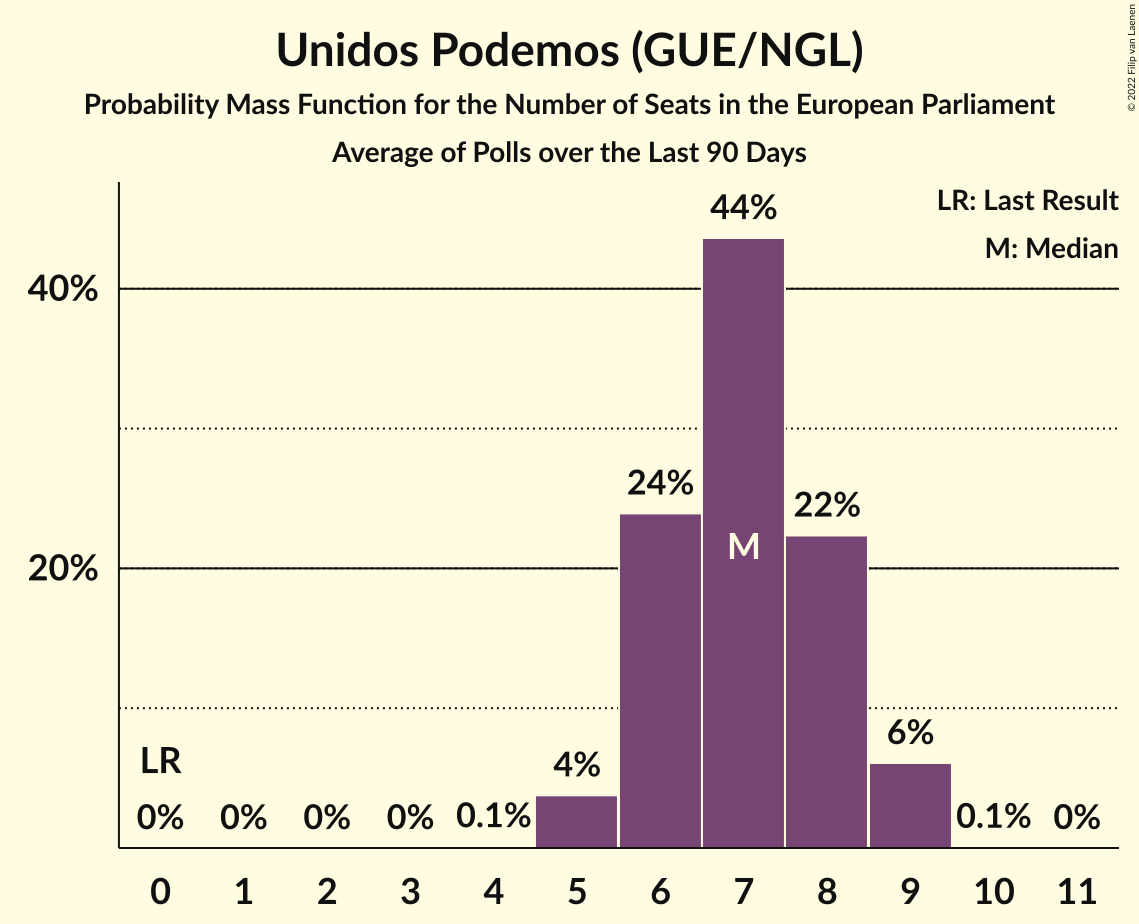 Unidos Podemos (GUE/NGL)
Probability Mass Function for the Number of Seats in the European Parliament
Average of Polls over the Last 90 Days
© 2022 Filip van Laenen
LR: Last Result
M: Median
44%
40%
24%
22%
M
20%
6%
LR
4%
0% 0% 0% 0% 0.1% 0.1% 0%
0 1 2 3 4 5 6 7 8 9 10 11